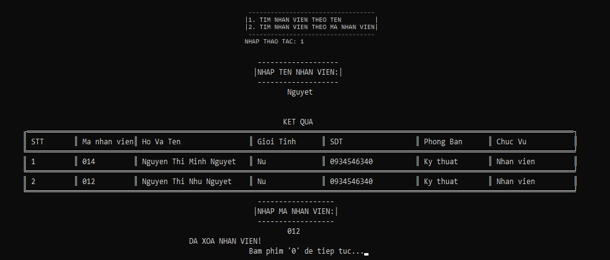 1. TIM NHAN VIEN THEO TEN
2. TIM NHAN VIEN THEO MA NHAN VIEN
NHAP THAO TAC: 1
NHAP TEN NHAN VIEN:
Nguyet
KET QUA
STT Ma nhan vien Ho Va Ten Gioi Tinh SDT Phong Ban Chuc Vu
1 014 Nguyen Thi Minh Nguyet Nu 0934546340 Ky thuat Nhan vien
2 012 Nguyen Thi Nhu Nguyet Nu 0934546340 Ky thuat Nhan vien
NHAP MA NHAN VIEN:
012
DA XOA NHAN VIEN!
Bam phim '0' de tiep tuc...